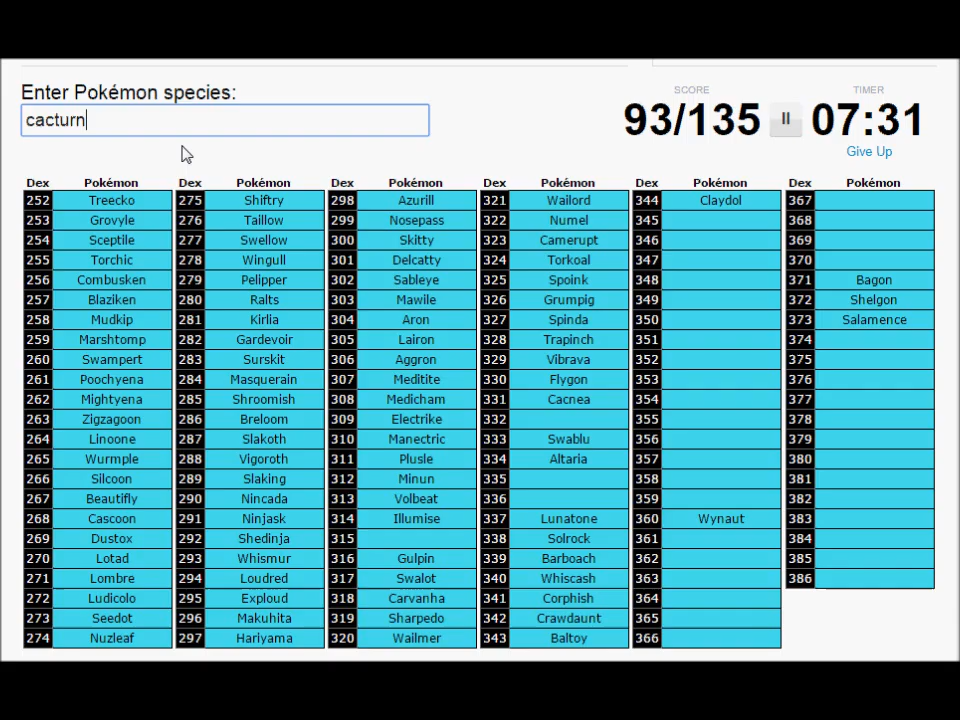 Enter Pokémon species:
SCORE
TIMER
cacturn
93/135 II 07:31
Give Up
Dex Pokémon Dex Pokémon Dex Pokémon Dex Pokémon Dex Pokémon Dex Pokémon
252 Treecko 275 Shiftry 298 Azurill 321 Wailord 344 Claydol 367
253 Grovyle 276 Taillow 299 Nosepass 322 Numel 345 368
254 Sceptile 277 Swellow 300 Skitty 323 Camerupt 346 369
255 Torchic 278 Wingull 301 Delcatty 324 Torkoal 347 370
256 Combusken 279 Pelipper 302 Sableye 325 Spoink 348 371 Bagon
257 Blaziken 280 Ralts 303 Mawile 326 Grumpig 349 372 Shelgon
258 Mudkip 281 Kirlia 304 Aron 327 Spinda 350 373 Salamence
259 Marshtomp 282 Gardevoir 305 Lairon 328 Trapinch 351 374
260 Swampert 283 Surskit 306 Aggron 329 Vibrava 352 375
261 Poochyena 284 Masquerain 307 Meditite 330 Flygon 353 376
262 Mightyena 285 Shroomish 308 Medicham 331 Cacnea 354 377
263 Zigzagoon 286 Breloom 309 Electrike 332 355 378
264 Linoone 287 Slakoth 310 Manectric 333 Swablu 356 379
265 Wurmple 288 Vigoroth 311 Plusle 334 Altaria 357 380
266 Silcoon 289 Slaking 312 Minun 335 358 381
267 Beautifly 290 Nincada 313 Volbeat 336 359 382
268 Cascoon 291 Ninjask 314 Illumise 337 Lunatone 360 Wynaut 383
269 Dustox 292 Shedinja 315 338 Solrock 361 384
270 Lotad 293 Whismur 316 Gulpin 339 Barboach 362 385
271 Lombre 294 Loudred 317 Swalot 340 Whiscash 363 386
272 Ludicolo 295 Exploud 318 Carvanha 341 Corphish 364
273 Seedot 296 Makuhita 319 Sharpedo 342 Crawdaunt 365
274 Nuzleaf 297 Hariyama 320 Wailmer 343 Baltoy 366